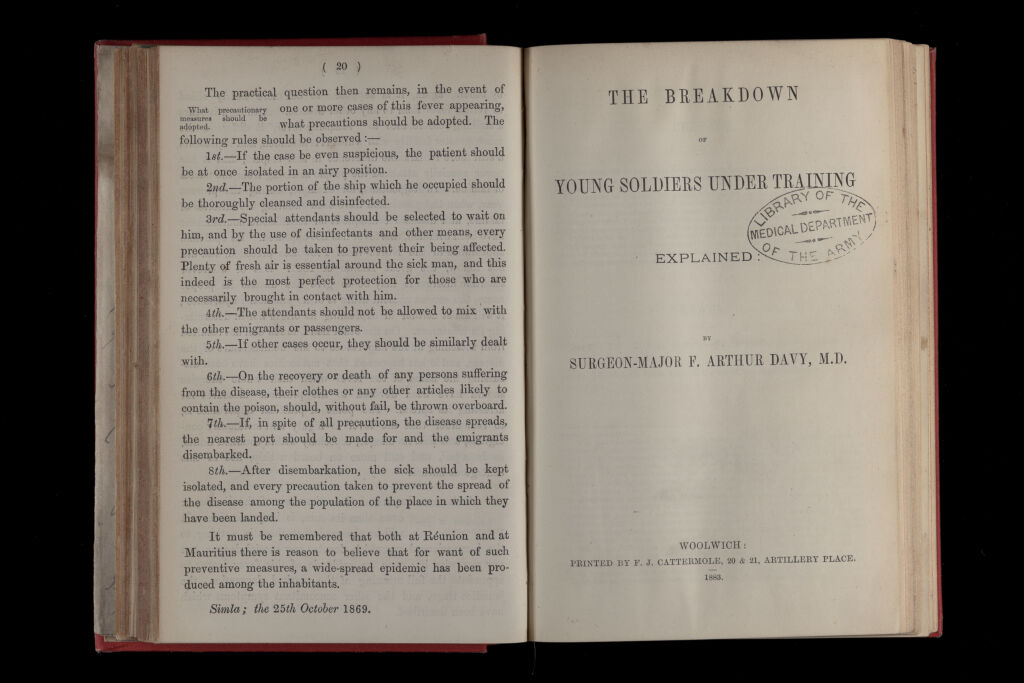 ( 20 )
The practical question then remains, in the event of
What precautionary measures should be adopted.
one or more cases of this fever appearing,
what precautions should be adopted. The
following rules should be observed :—
1st.—If the case be even suspicious, the patient should
be at once isolated in an airy position.
2nd.—The portion of the ship which he occupied should
be thoroughly cleansed and disinfected.
3rd.—Special attendants should be selected to wait on
him, and by the use of disinfectants and other means, every
precaution should be taken to prevent their being affected.
Plenty of fresh air is essential around the sick man, and this
indeed is the most perfect protection for those who are
necessarily brought in contact with him.
4th.—The attendants should not be allowed to mix with
the other emigrants or passengers.
5th.—If other cases occur, they should be similarly dealt
with.
6th.—On the recovery or death of any persons suffering
from the disease, their clothes or any other articles likely to
contain the poison, should, without fail, be thrown overboard.
7th.—If, in spite of all precautions, the disease spreads,
the nearest port should be made for and the emigrants
disembarked.
8th.—After disembarkation, the sick should be kept
isolated, and every precaution taken to prevent the spread of
the disease among the population of the place in which they
have been landed.
It must be remembered that both at Réunion and at
Mauritius there is reason to believe that for want of such
preventive measures, a wide-spread epidemic has been pro-
duced among the inhabitants.
Simla; the 25th October 1869.
THE BREAKDOWN
OF
YOUNG SOLDIERS UNDER TRAINING
LIBRARY OF THE
MEDICAL DEPARTMENT
OF THE ARMY
EXPLAINED:
BY
SURGEON-MAJOR F. ARTHUR DAVY, M.D.
WOOLWICH:
PRINTED BY F. J. CATTERMOLE, 20 & 21, ARTILLERY PLACE.
1883.